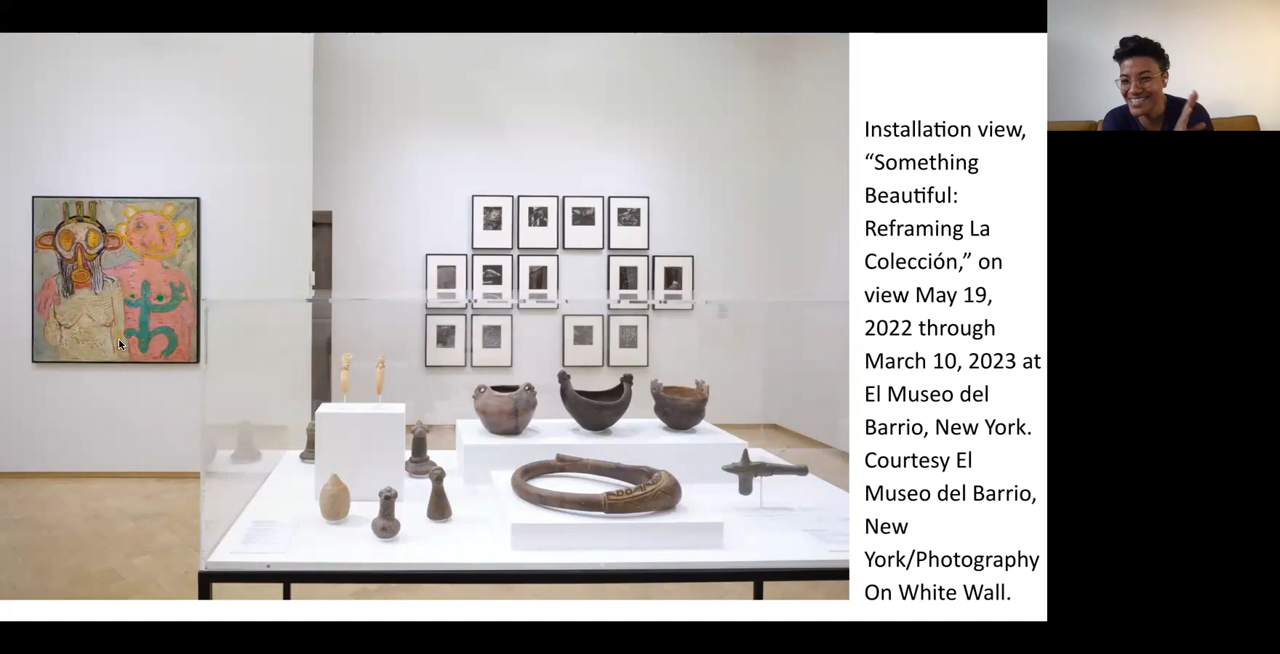 Installation view,
“Something
Beautiful:
Reframing La
Colección,” on
view May 19,
2022 through
March 10, 2023 at
El Museo del
Barrio, New York.
Courtesy El
Museo del Barrio,
New
York/Photography
On White Wall.